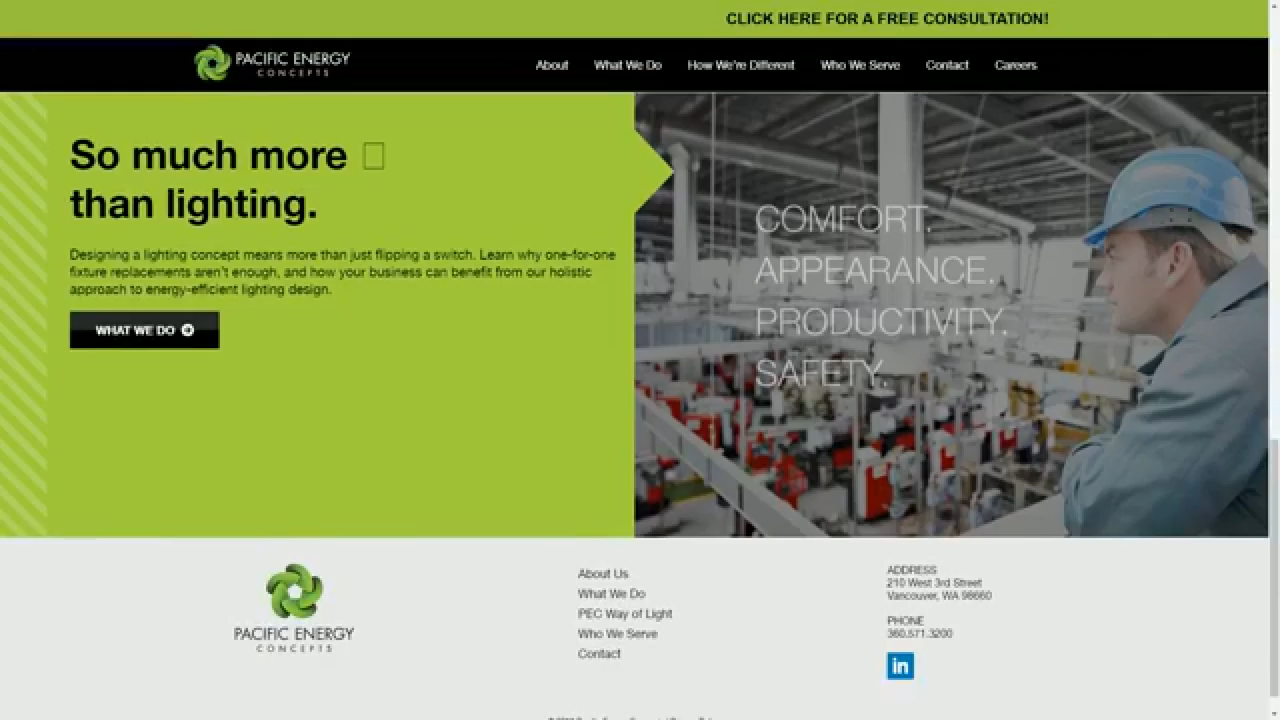 CLICK HERE FOR A FREE CONSULTATION!
PACIFIC ENERGY
CONCEPTS
About
What We Do
How We're Different
Who We Serve
Contact
Careers
So much more
than lighting.
Designing a lighting concept means more than just flipping a switch. Learn why one-for-one
fixture replacements aren't enough, and how your business can benefit from our holistic
approach to energy-efficient lighting design.
WHAT WE DO
COMFORT.
APPEARANCE.
PRODUCTIVITY.
SAFETY.
PACIFIC ENERGY
CONCEPTS
About Us
What We Do
PEC Way of Light
Who We Serve
Contact
ADDRESS
210 West 3rd Street
Vancouver, WA 98660
PHONE
360.571.3200
in